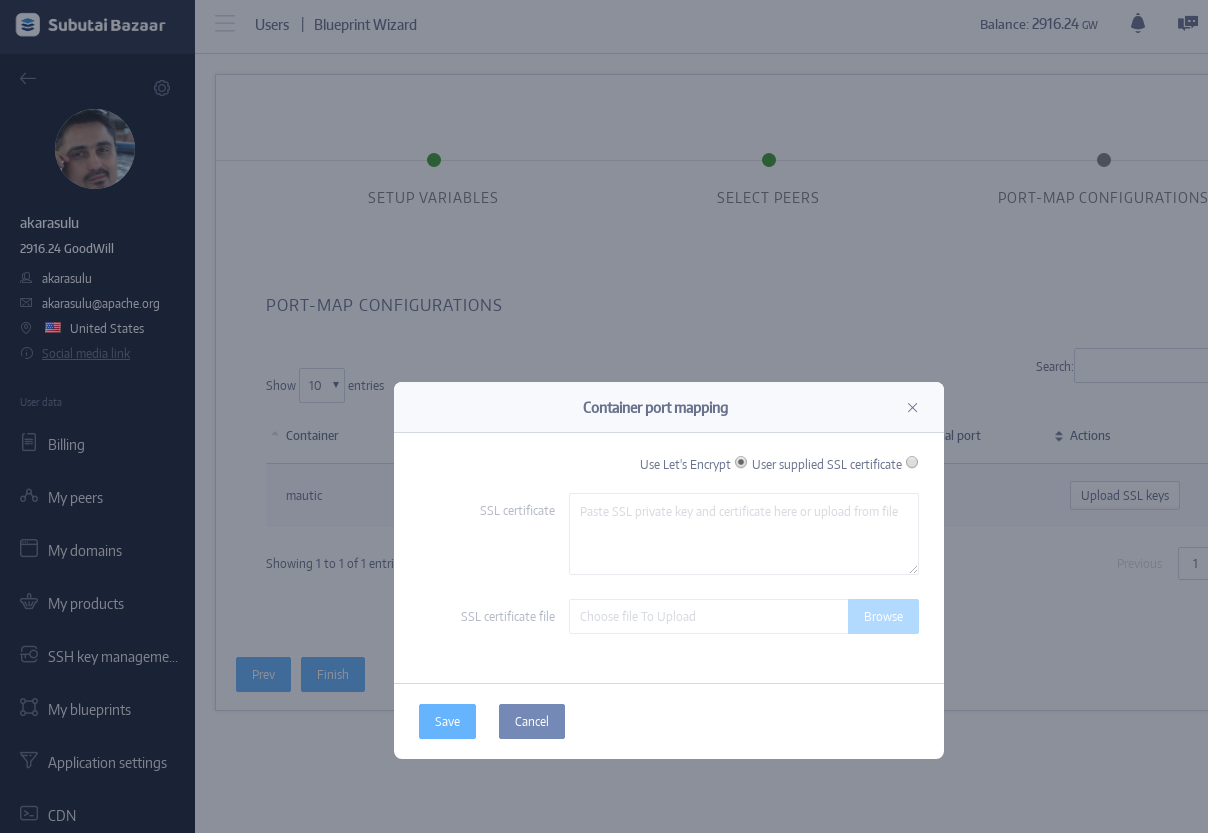 Subutai Bazaar
Users | Blueprint Wizard
Balance: 2916.24 GW
akarasulu
2916.24 GoodWill
akarasulu
akarasulu@apache.org
United States
Social media link
User data
Billing
My peers
My domains
My products
SSH key manageme...
My blueprints
Application settings
CDN
SETUP VARIABLES
SELECT PEERS
PORT-MAP CONFIGURATIONS
PORT-MAP CONFIGURATIONS
Show 10 entries
Search:
Container
al port
Actions
mautic
Upload SSL keys
Showing 1 to 1 of 1 entri
Previous
1
Prev
Finish
Container port mapping
Use Let's Encrypt
User supplied SSL certificate
SSL certificate
Paste SSL private key and certificate here or upload from file
SSL certificate file
Choose file To Upload
Browse
Save
Cancel